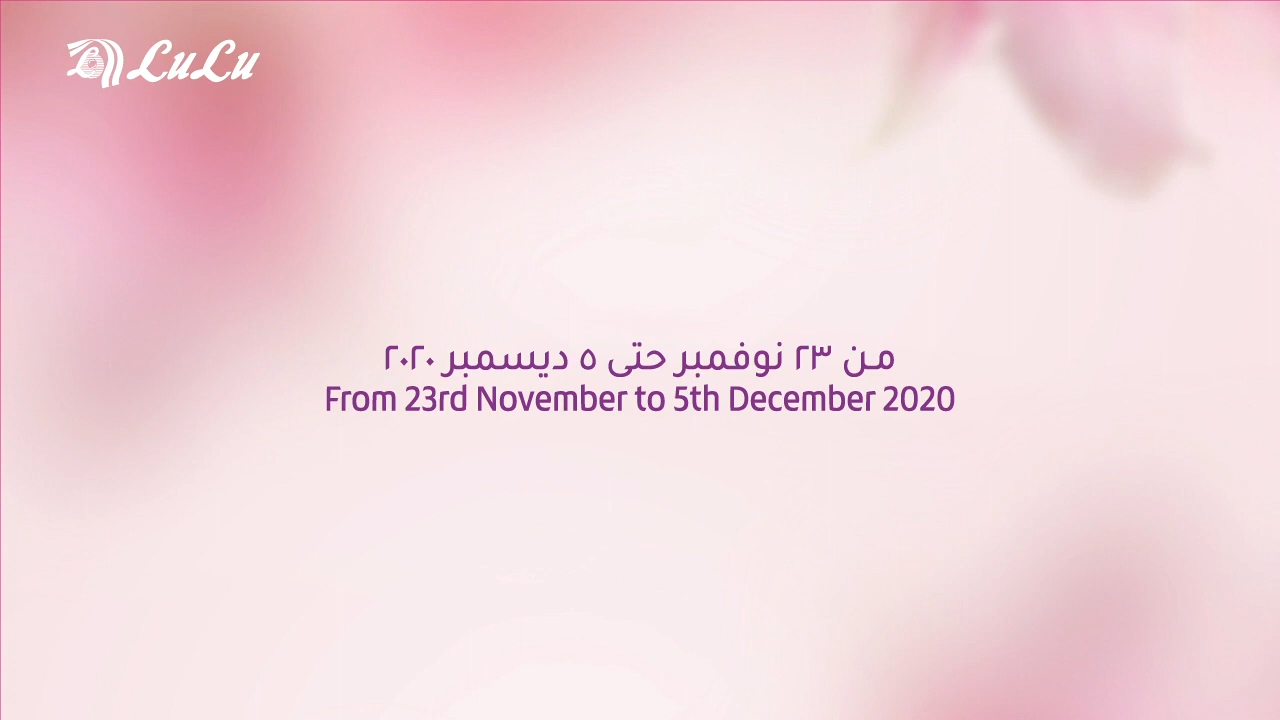 LuLu
من ٢٣ نوفمبر حتى ٥ ديسمبر ٢٠٢٠
From 23rd November to 5th December 2020